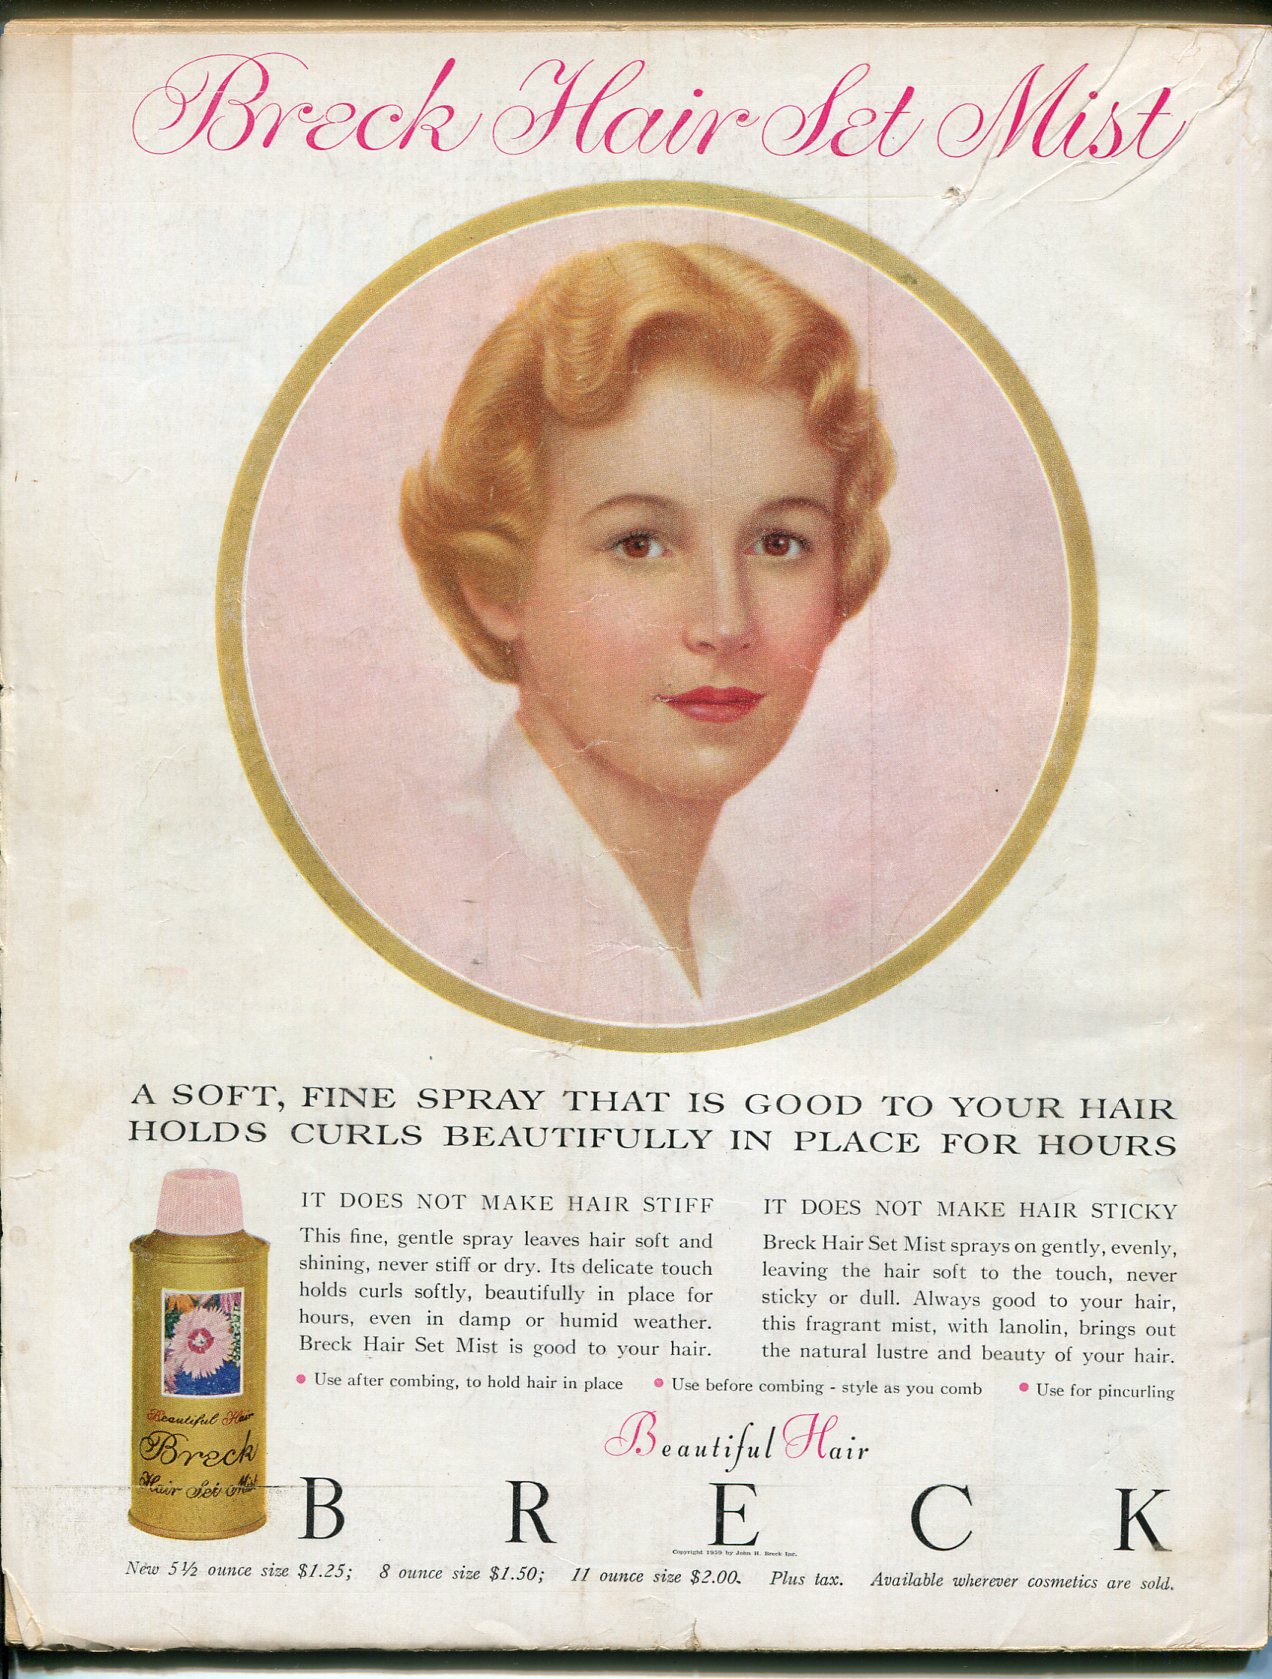 Breck Hair Set Mist
A SOFT, FINE SPRAY THAT IS GOOD TO YOUR HAIR
HOLDS CURLS BEAUTIFULLY IN PLACE FOR HOURS
IT DOES NOT MAKE HAIR STIFF
This fine, gentle spray leaves hair soft and
shining, never stiff or dry. Its delicate touch
holds curls softly, beautifully in place for
hours, even in damp or humid weather.
Breck Hair Set Mist is good to your hair.
IT DOES NOT MAKE HAIR STICKY
Breck Hair Set Mist sprays on gently, evenly,
leaving the hair soft to the touch, never
sticky or dull. Always good to your hair,
this fragrant mist, with lanolin, brings out
the natural lustre and beauty of your hair.
• Use after combing, to hold hair in place • Use before combing - style as you comb • Use for pincurling
Beautiful Hair
Breck
Hair Set Mist
Beautiful Hair
BRECK
Copyright 1959 by John H. Breck Inc.
New 5½ ounce size $1.25; 8 ounce size $1.50; 11 ounce size $2.00. Plus tax. Available wherever cosmetics are sold.